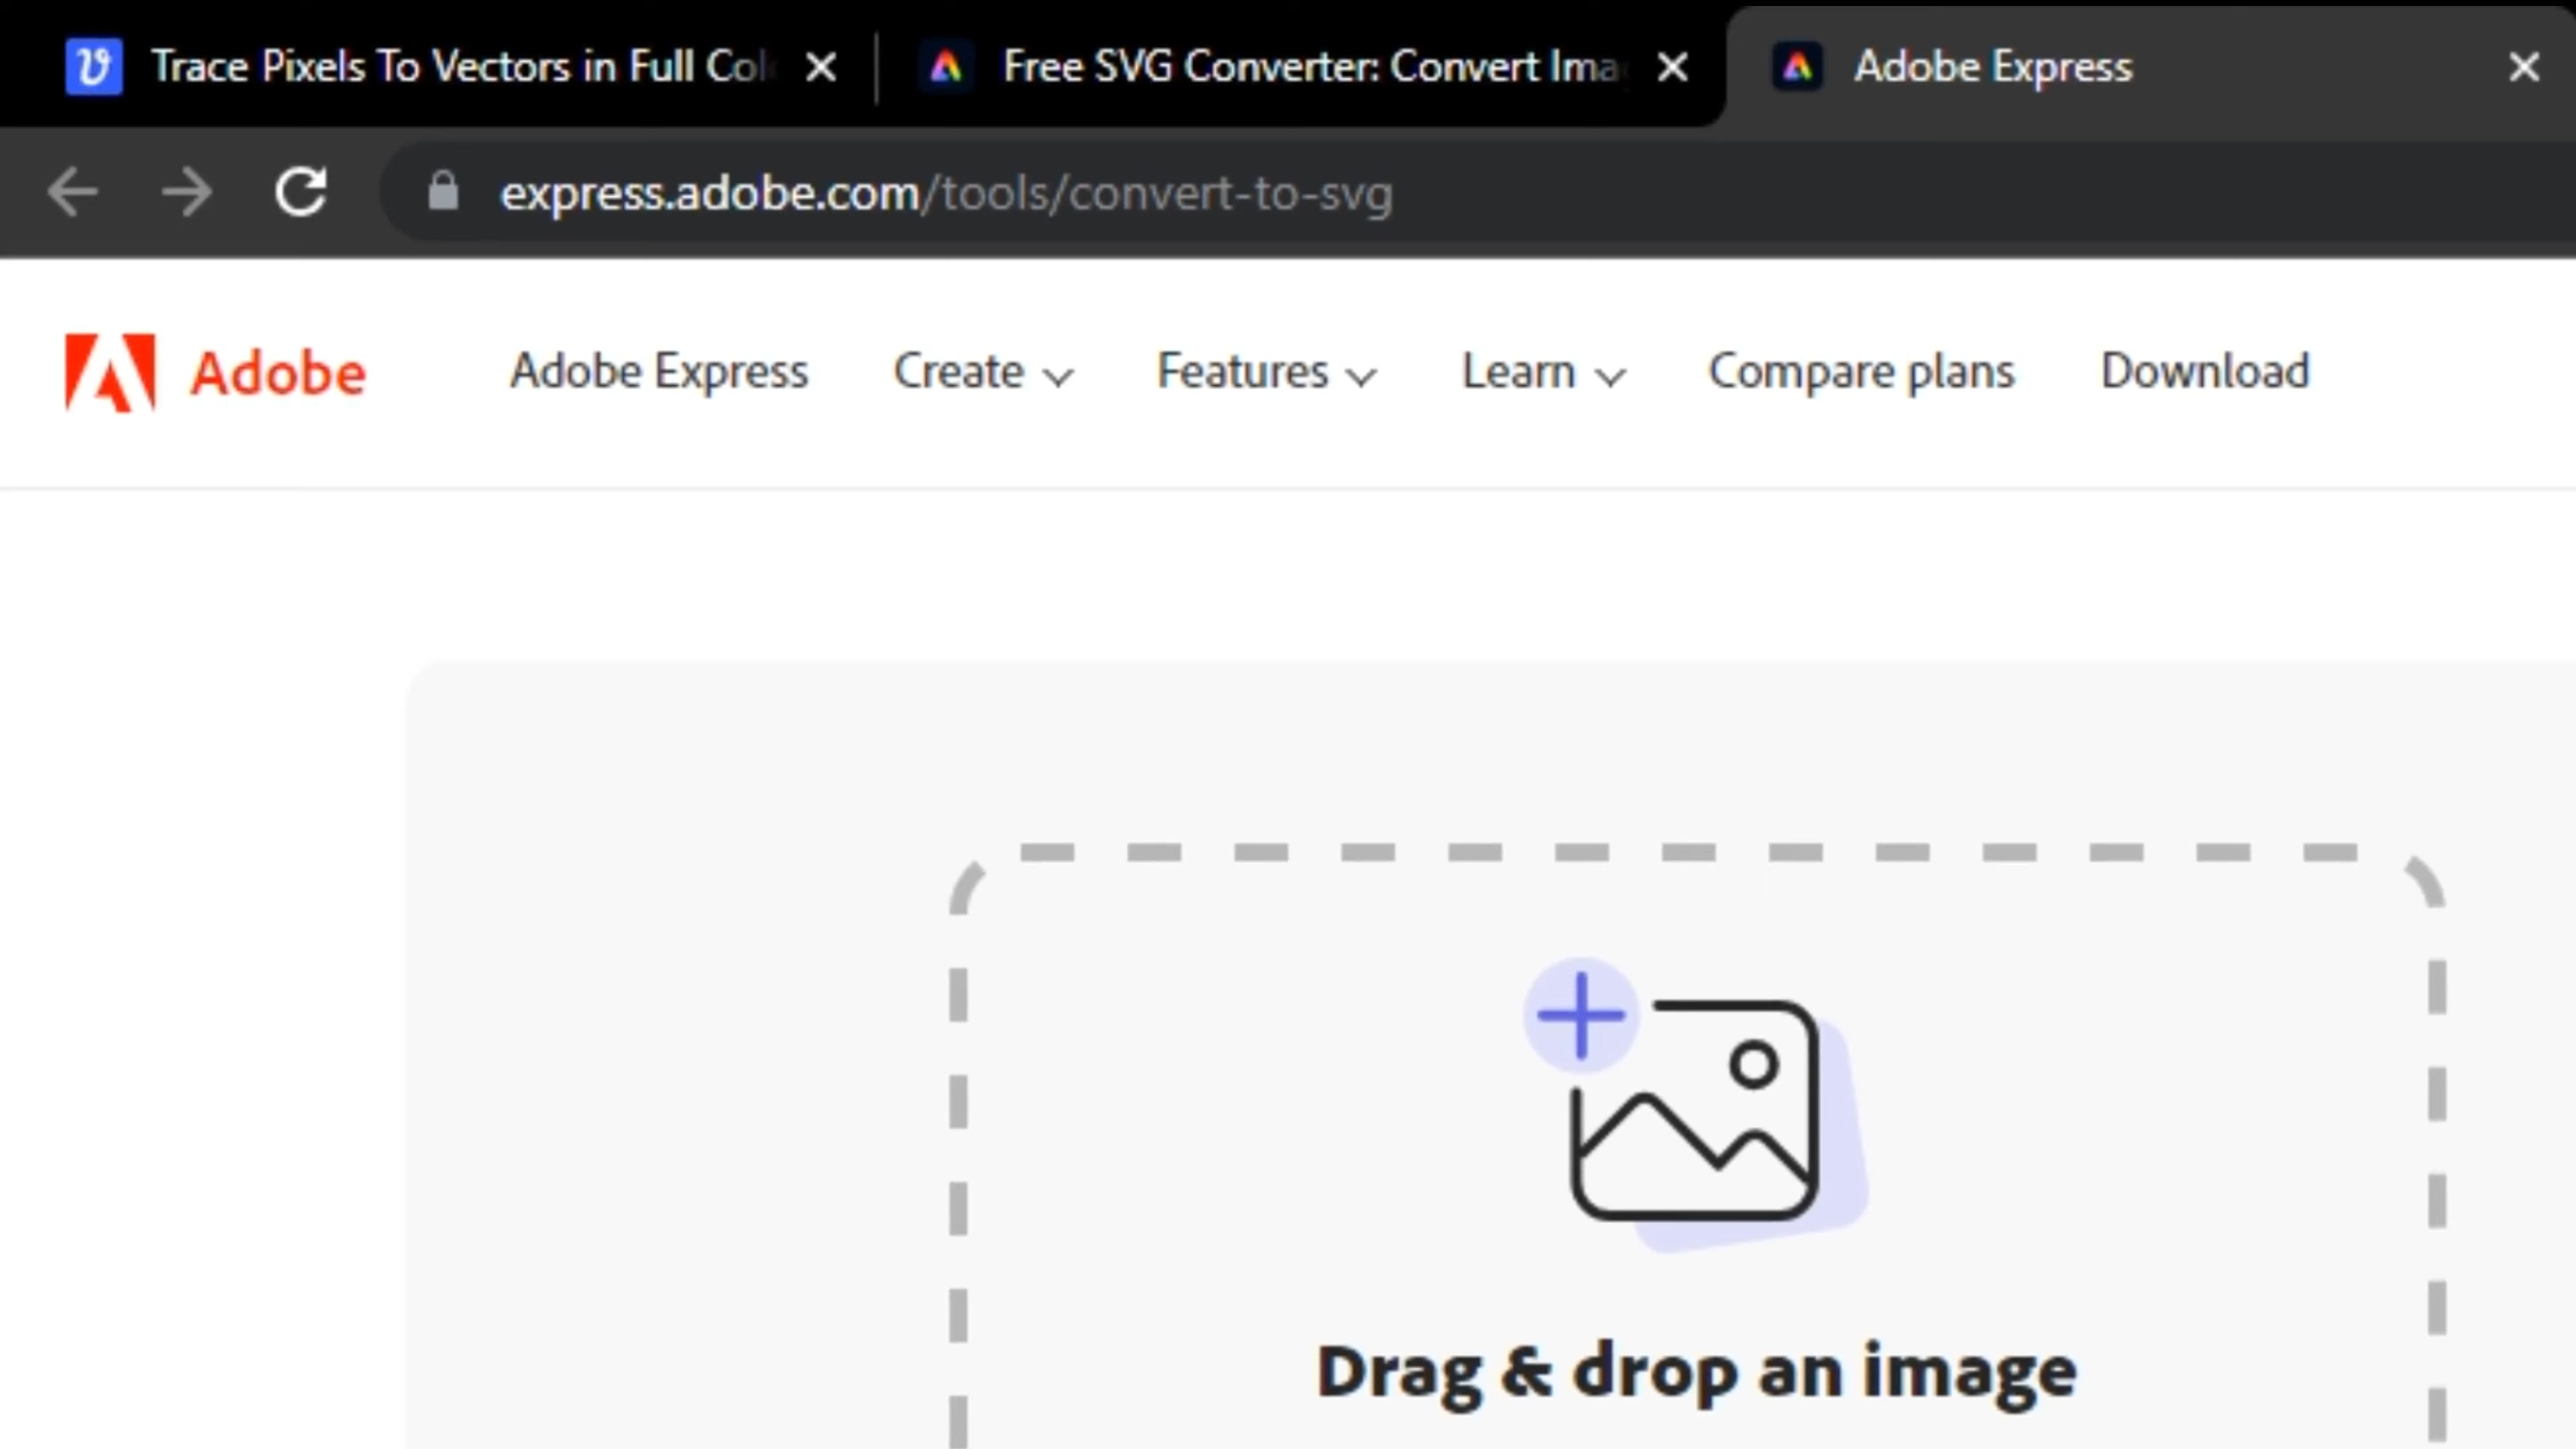 Trace Pixels To Vectors in Full Col
Free SVG Converter: Convert Ima
Adobe Express
express.adobe.com/tools/convert-to-svg
Adobe
Adobe Express
Create
Features
Learn
Compare plans
Download
Drag & drop an image